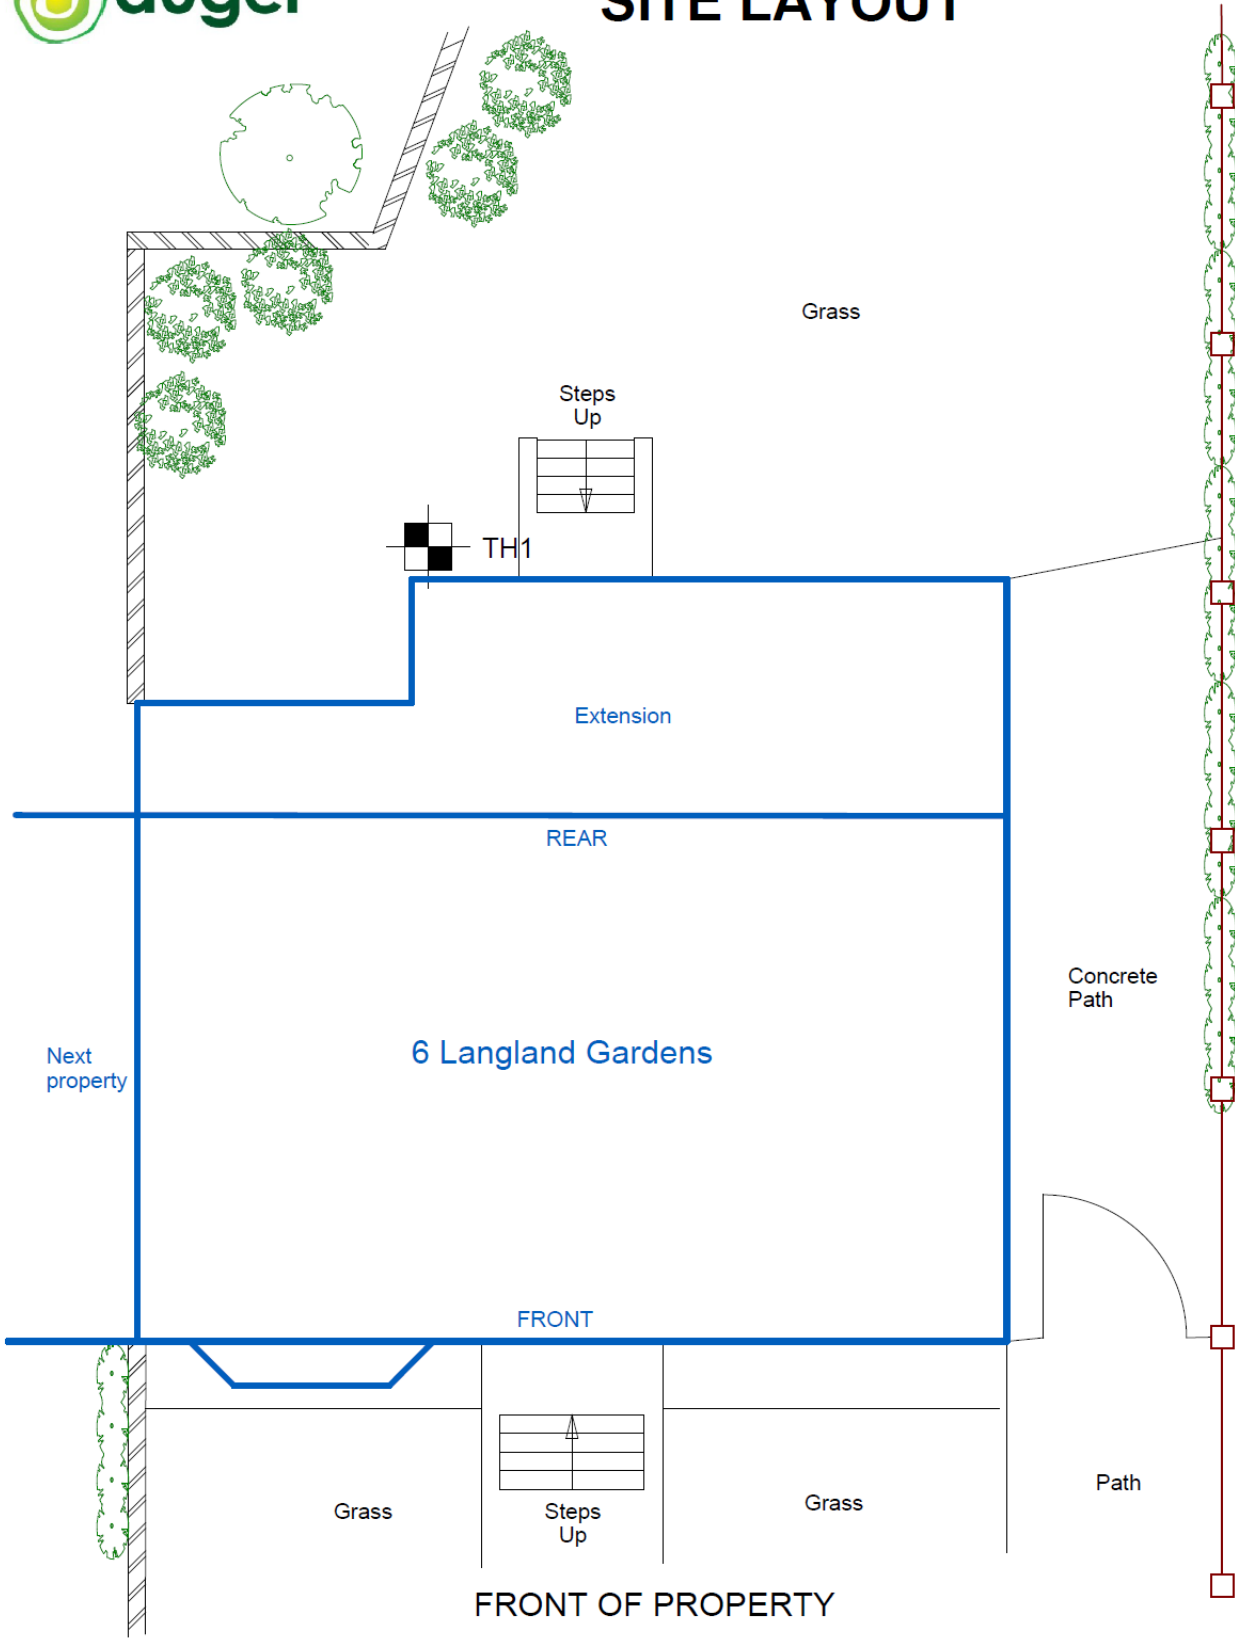 auger
SITE LAYOUT
Grass
Steps
Up
TH1
Extension
REAR
Concrete
Path
Next
property
6 Langland Gardens
FRONT
Grass
Steps
Up
Grass
Path
FRONT OF PROPERTY